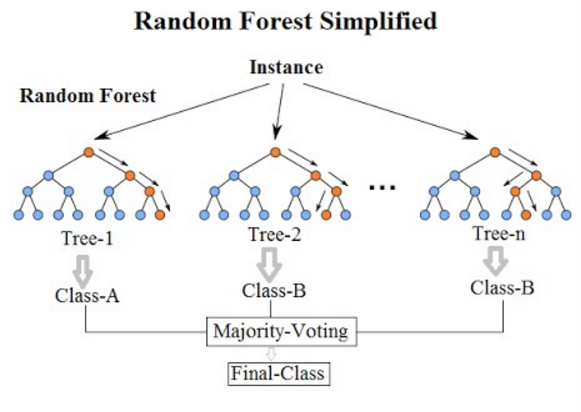 Random Forest Simplified
Instance
Random Forest
...
Tree-1
Tree-2
Tree-n
Class-A
Class-B
Class-B
Majority-Voting
Final-Class